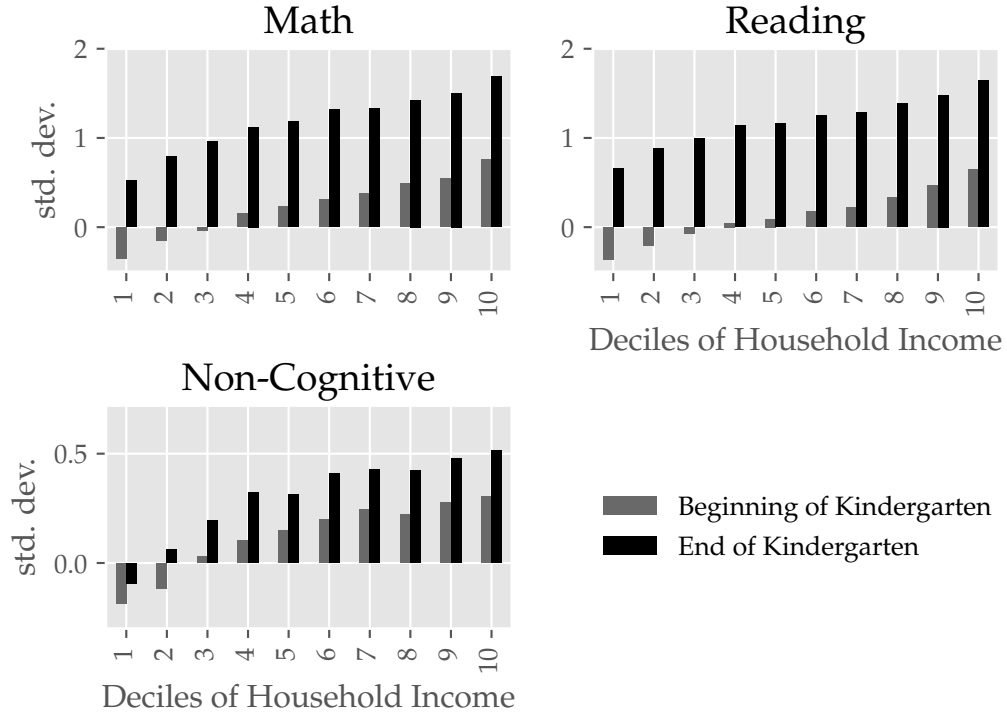 Math
Reading
2
1
0
std. dev.
1 2 3 4 5 6 7 8 9 10
2
1
0
1 2 3 4 5 6 7 8 9 10
Deciles of Household Income
Non-Cognitive
0.5
0.0
std. dev.
1 2 3 4 5 6 7 8 9 10
Deciles of Household Income
Beginning of Kindergarten
End of Kindergarten